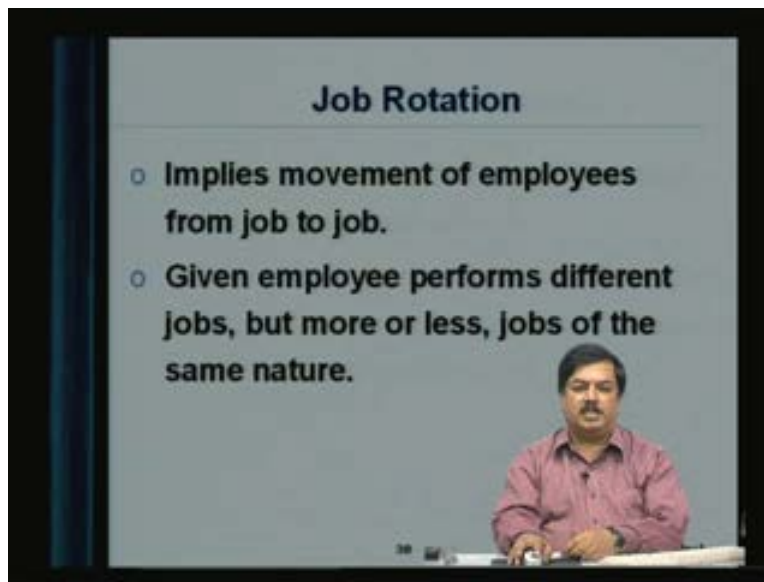 Job Rotation
o Implies movement of employees
from job to job.
o Given employee performs different
jobs, but more or less, jobs of the
same nature.